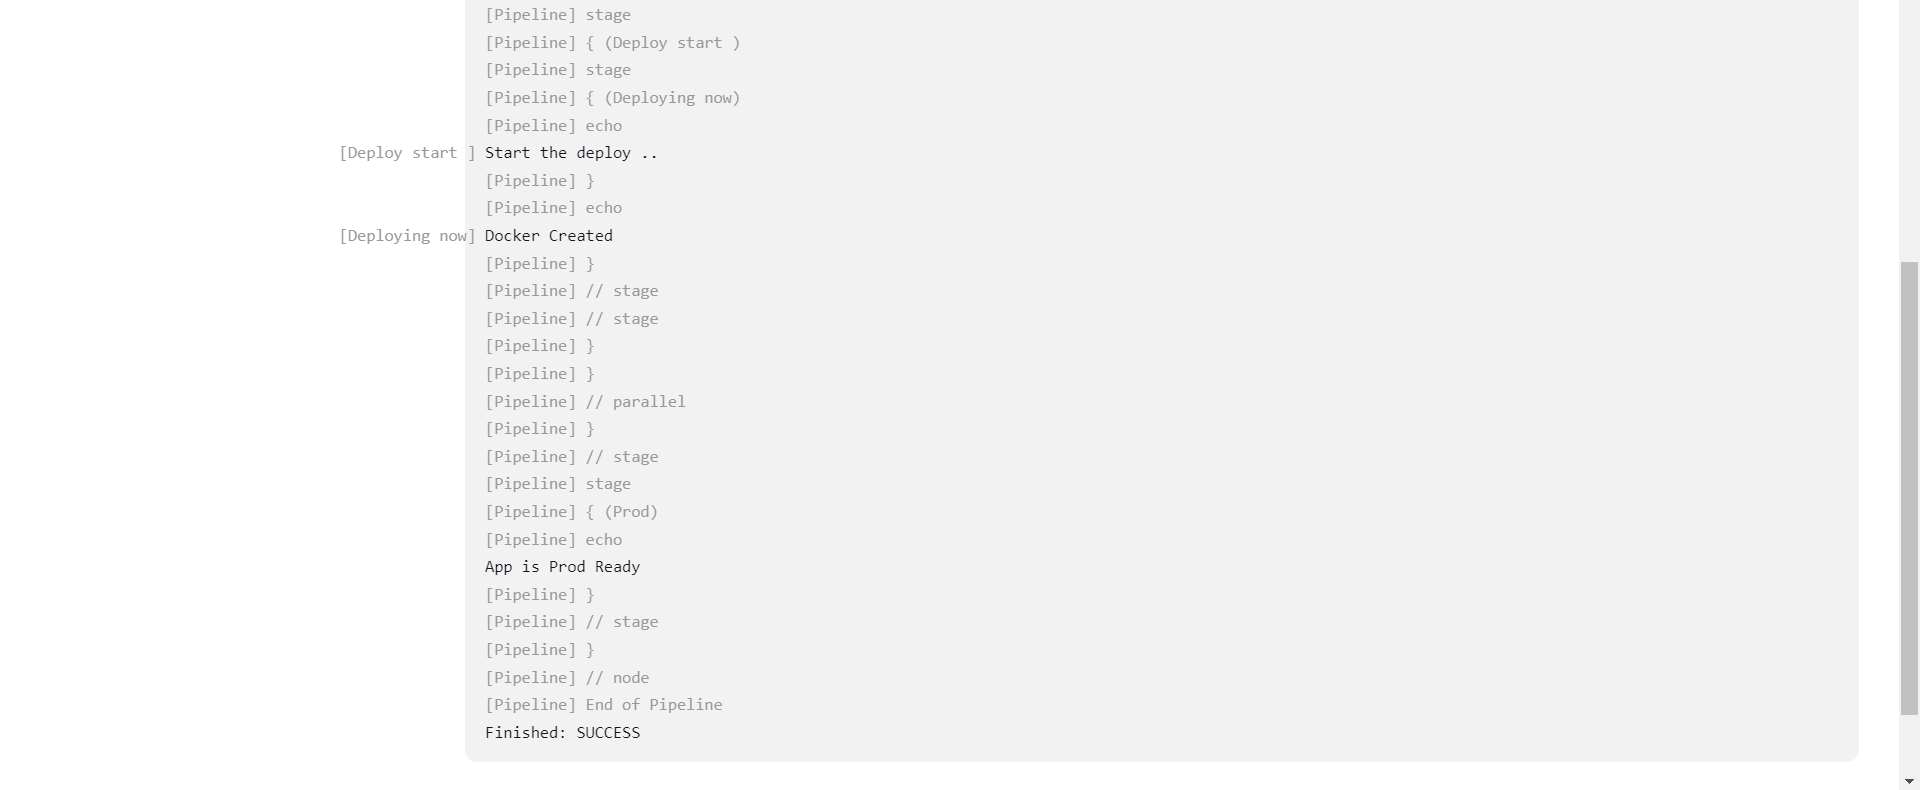 [Pipeline] stage
[Pipeline] { (Deploy start )
[Pipeline] stage
[Pipeline] { (Deploying now)
[Pipeline] echo
[Deploy start ] Start the deploy ..
[Pipeline] }
[Pipeline] echo
[Deploying now] Docker Created
[Pipeline] }
[Pipeline] // stage
[Pipeline] // stage
[Pipeline] }
[Pipeline] }
[Pipeline] // parallel
[Pipeline] }
[Pipeline] // stage
[Pipeline] stage
[Pipeline] { (Prod)
[Pipeline] echo
App is Prod Ready
[Pipeline] }
[Pipeline] // stage
[Pipeline] }
[Pipeline] // node
[Pipeline] End of Pipeline
Finished: SUCCESS